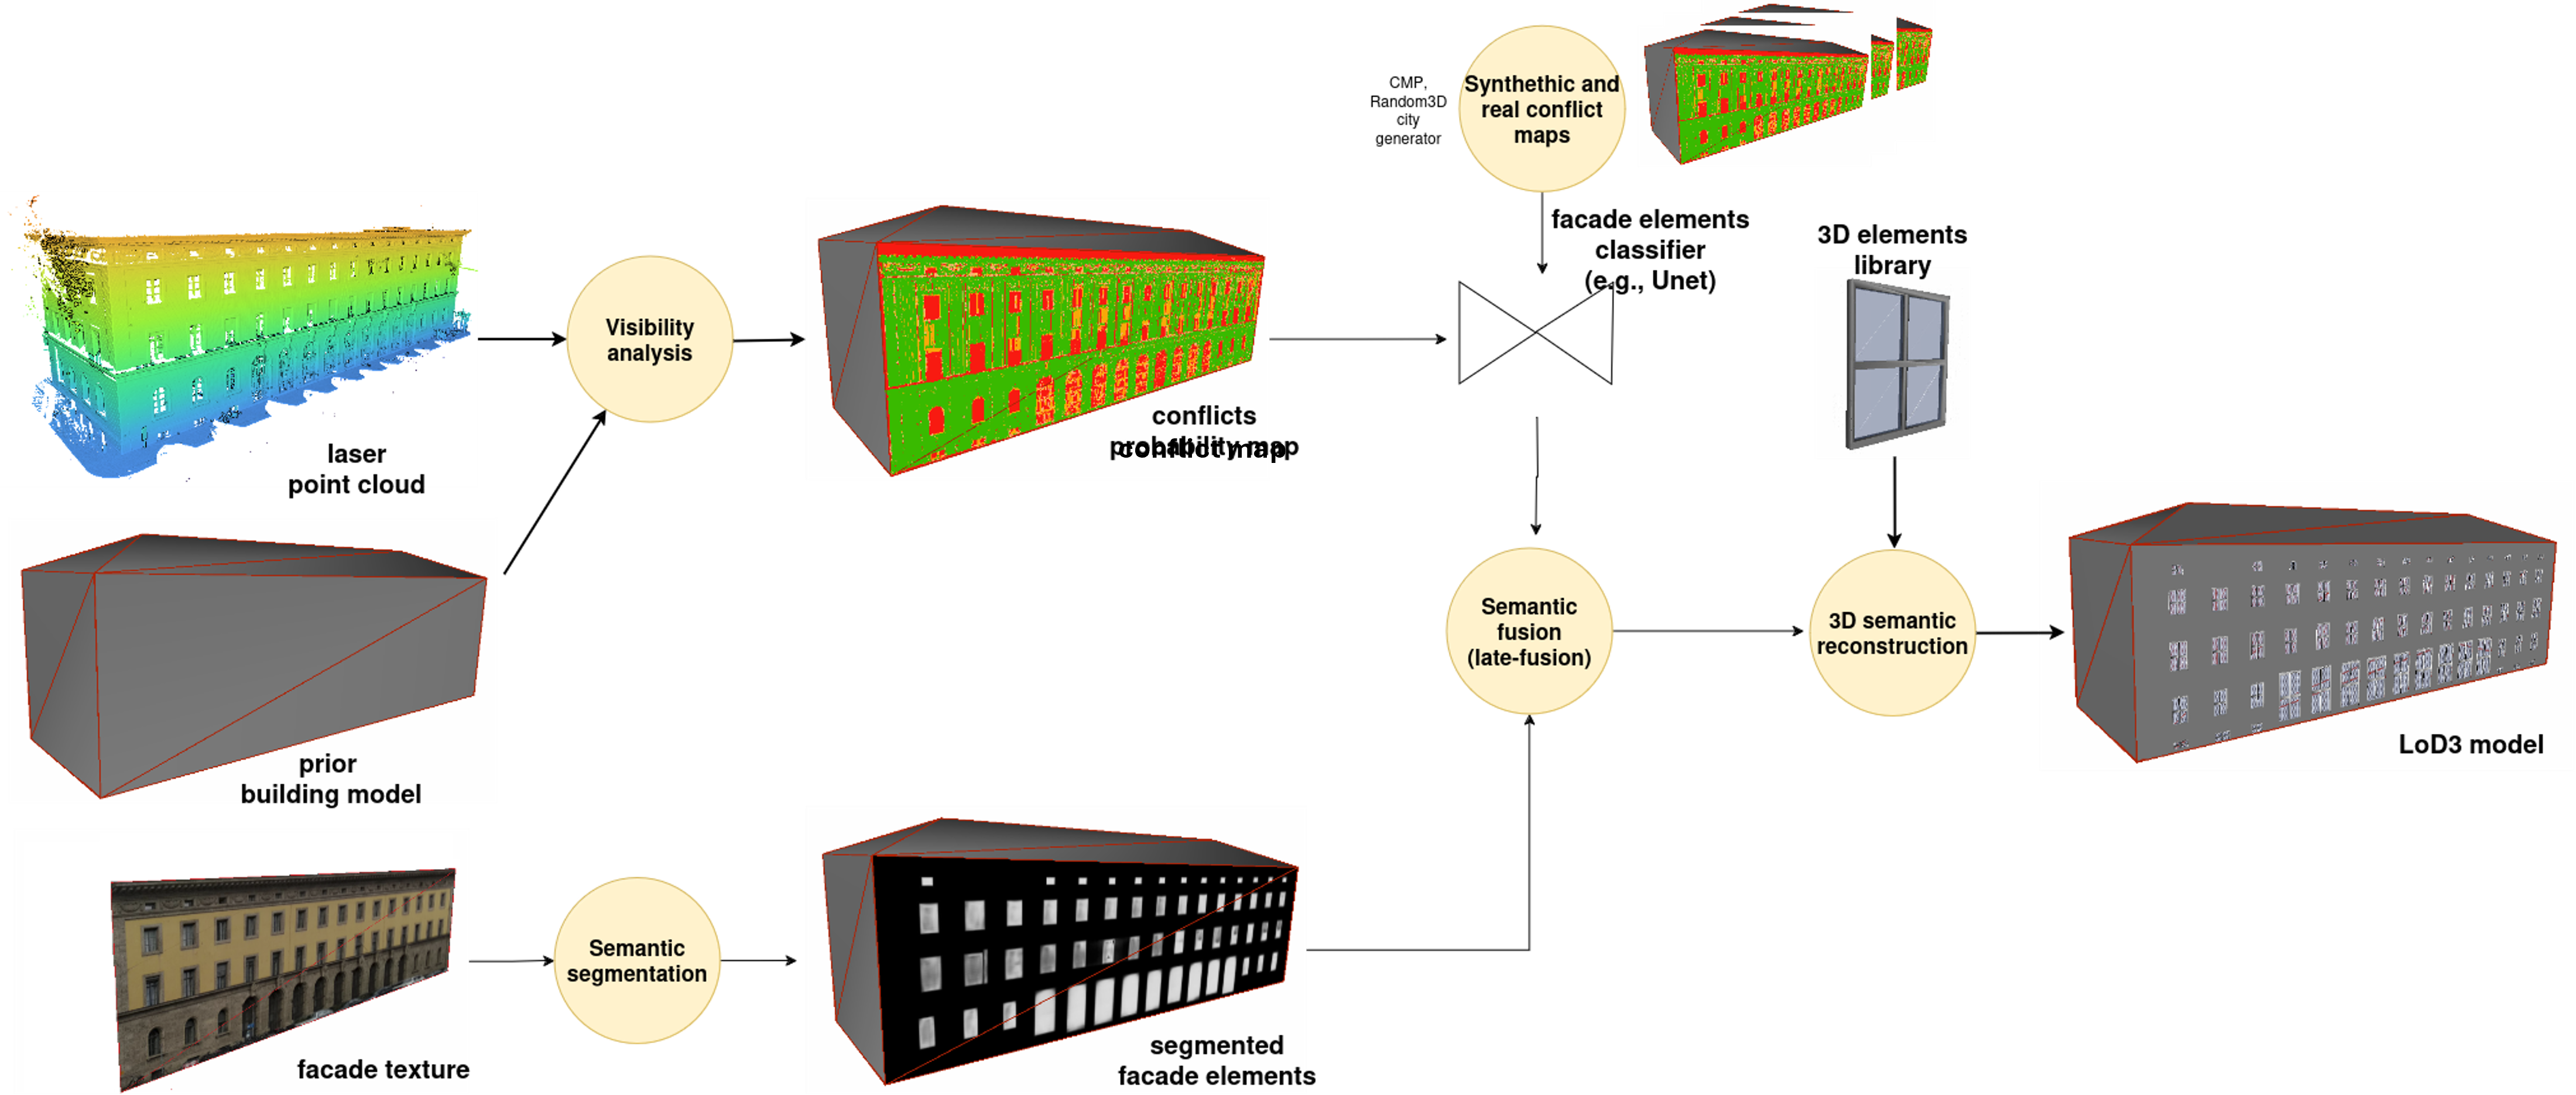 CMP,
Random3D
city
generator
Synthethic and
real conflict
maps
facade elements
classifier
(e.g., Unet)
3D elements
library
Visibility
analysis
laser
point cloud
conflicts
probability map
conflict map
prior
building model
Semantic
fusion
(late-fusion)
3D semantic
reconstruction
LoD3 model
facade texture
Semantic
segmentation
segmented
facade elements